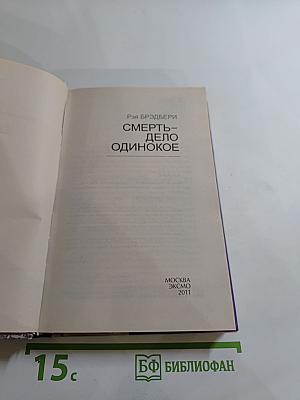 Рэй БРЭДБЕРИ
СМЕРТЬ–
ДЕЛО
ОДИНОКОЕ
МОСКВА
ЭКСМО
2011
15с
БФ БИБЛИОФАН